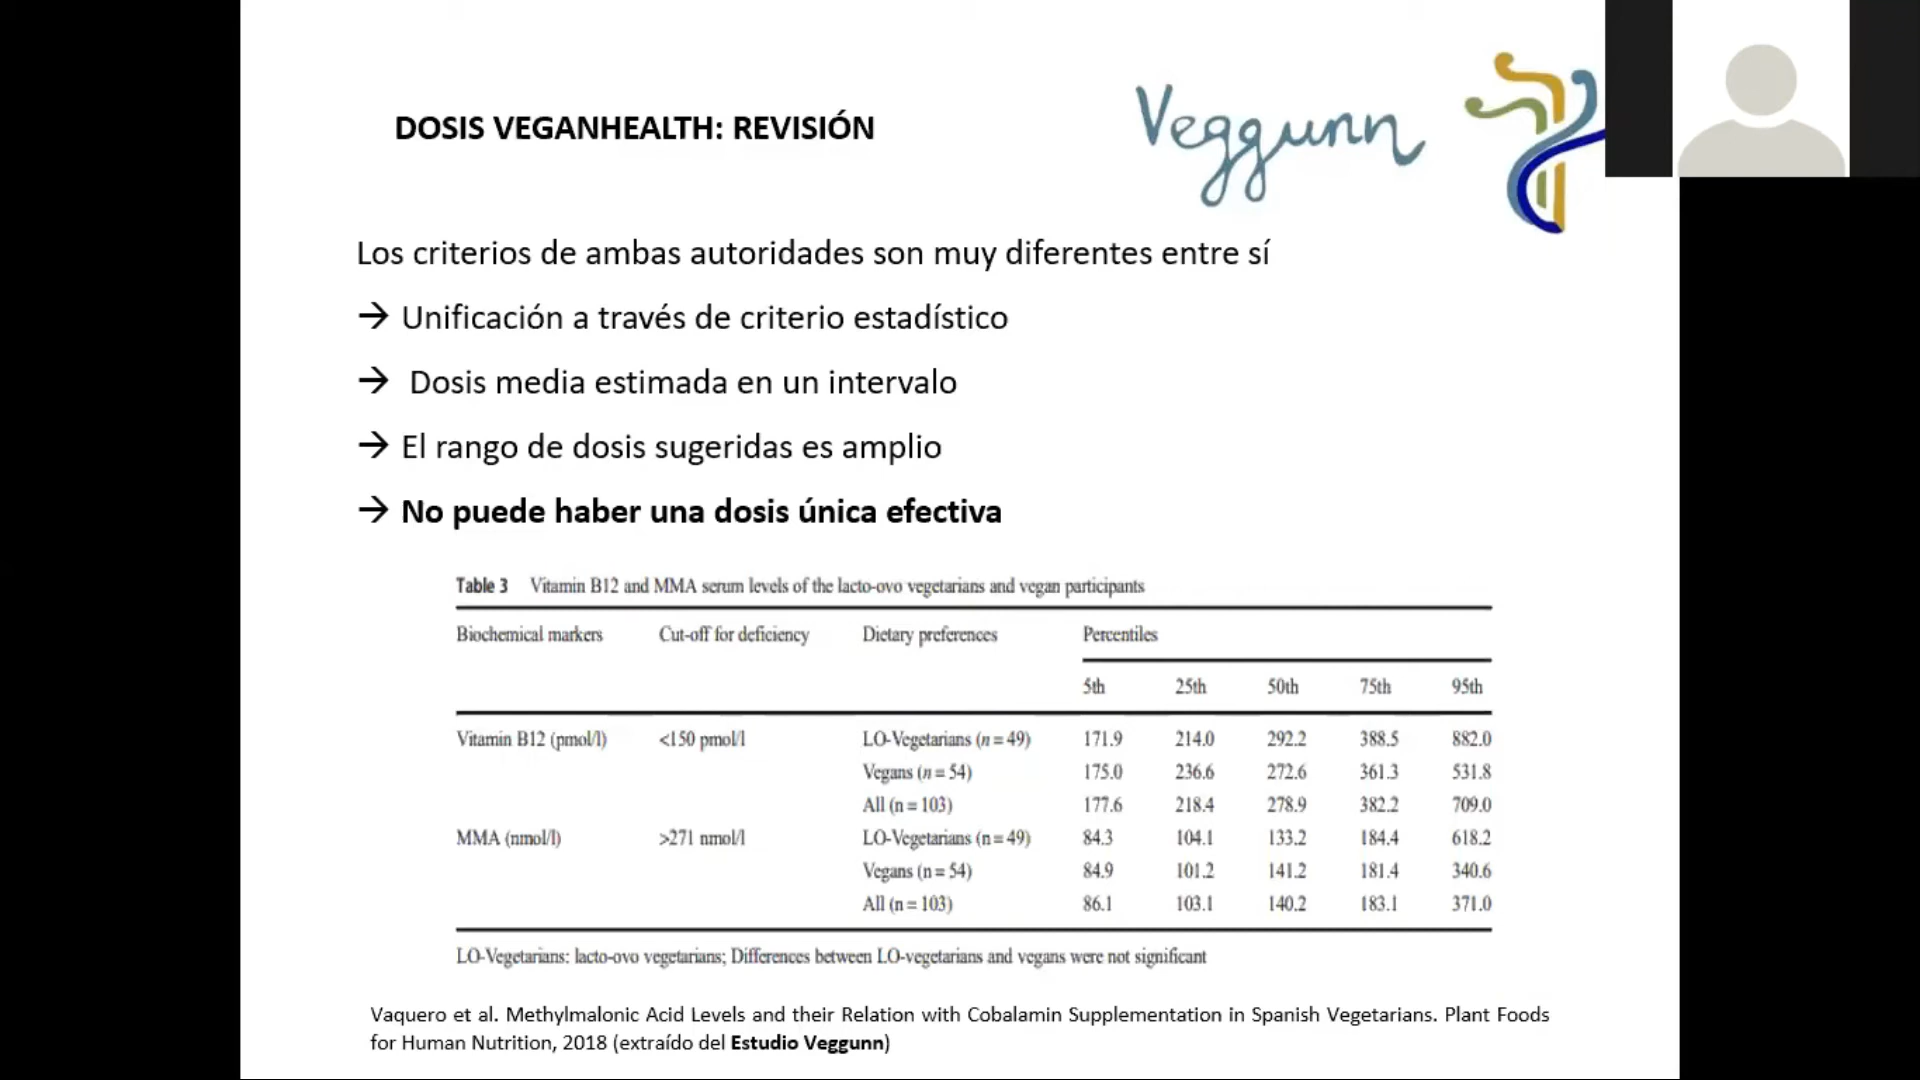 DOSIS VEGANHEALTH: REVISIÓN
Veggunn
Los criterios de ambas autoridades son muy diferentes entre sí
→ Unificación a través de criterio estadístico
→ Dosis media estimada en un intervalo
→ El rango de dosis sugeridas es amplio
→ No puede haber una dosis única efectiva
Table 3 Vitamin B12 and MMA serum levels of the lacto-ovo vegetarians and vegan participants
Biochemical markers Cut-off for deficiency Dietary preferences Percentiles
5th 25th 50th 75th 95th
Vitamin B12 (pmol/l) <150 pmol/l LO-Vegetarians (n = 49) 171.9 214.0 292.2 388.5 882.0
Vegans (n = 54) 175.0 236.6 272.6 361.3 531.8
All (n = 103) 177.6 218.4 278.9 382.2 709.0
MMA (nmol/l) >271 nmol/l LO-Vegetarians (n = 49) 84.3 104.1 133.2 184.4 618.2
Vegans (n = 54) 84.9 101.2 141.2 181.4 340.6
All (n = 103) 86.1 103.1 140.2 183.1 371.0
LO-Vegetarians: lacto-ovo vegetarians; Differences between LO-vegetarians and vegans were not significant
Vaquero et al. Methylmalonic Acid Levels and their Relation with Cobalamin Supplementation in Spanish Vegetarians. Plant Foods
for Human Nutrition, 2018 (extraído del Estudio Veggunn)